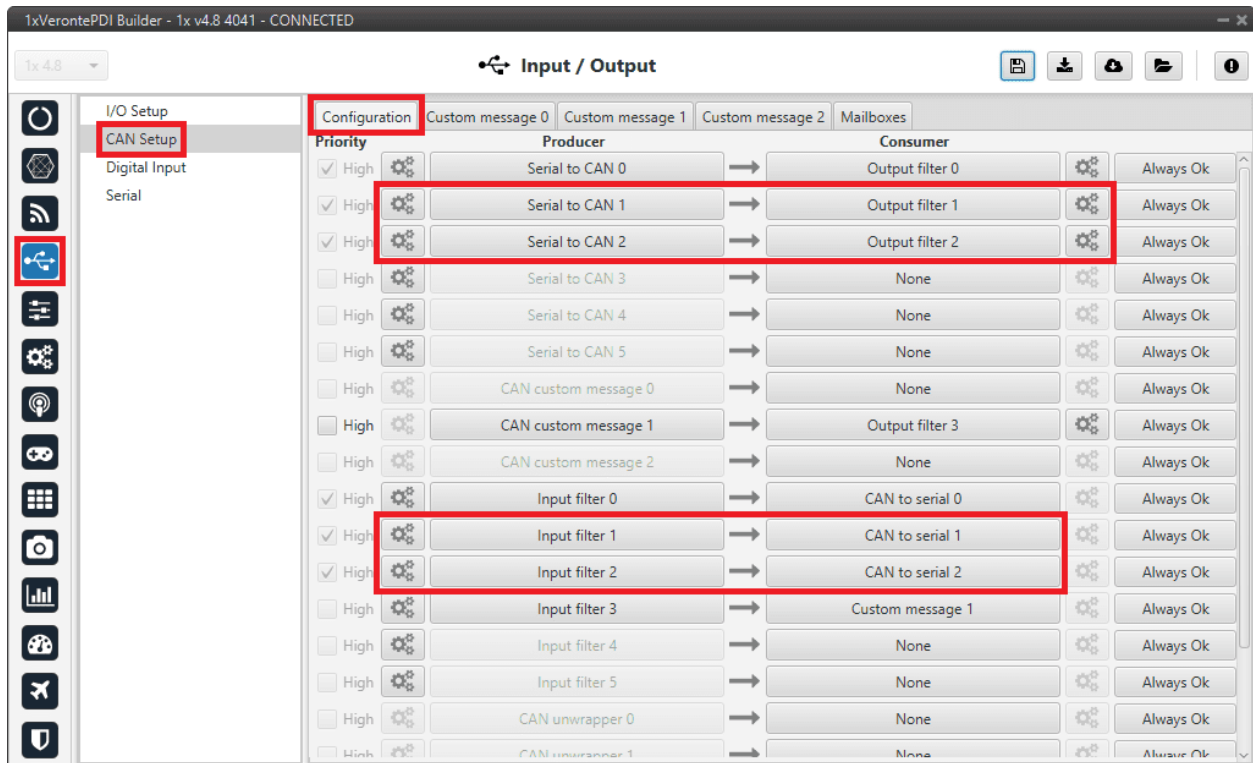 1xVerontePDI Builder - 1x v4.8 4041 - CONNECTED
1x 4.8
Input / Output
I/O Setup
CAN Setup
Digital Input
Serial
Configuration Custom message 0 Custom message 1 Custom message 2 Mailboxes
Priority Producer Consumer
High Serial to CAN 0 Output filter 0 Always Ok
High Serial to CAN 1 Output filter 1 Always Ok
High Serial to CAN 2 Output filter 2 Always Ok
High Serial to CAN 3 None Always Ok
High Serial to CAN 4 None Always Ok
High Serial to CAN 5 None Always Ok
High CAN custom message 0 None Always Ok
High CAN custom message 1 Output filter 3 Always Ok
High CAN custom message 2 None Always Ok
High Input filter 0 CAN to serial 0 Always Ok
High Input filter 1 CAN to serial 1 Always Ok
High Input filter 2 CAN to serial 2 Always Ok
High Input filter 3 Custom message 1 Always Ok
High Input filter 4 None Always Ok
High Input filter 5 None Always Ok
High CAN unwrapper 0 None Always Ok
High CAN unwrapper 1 None Always Ok